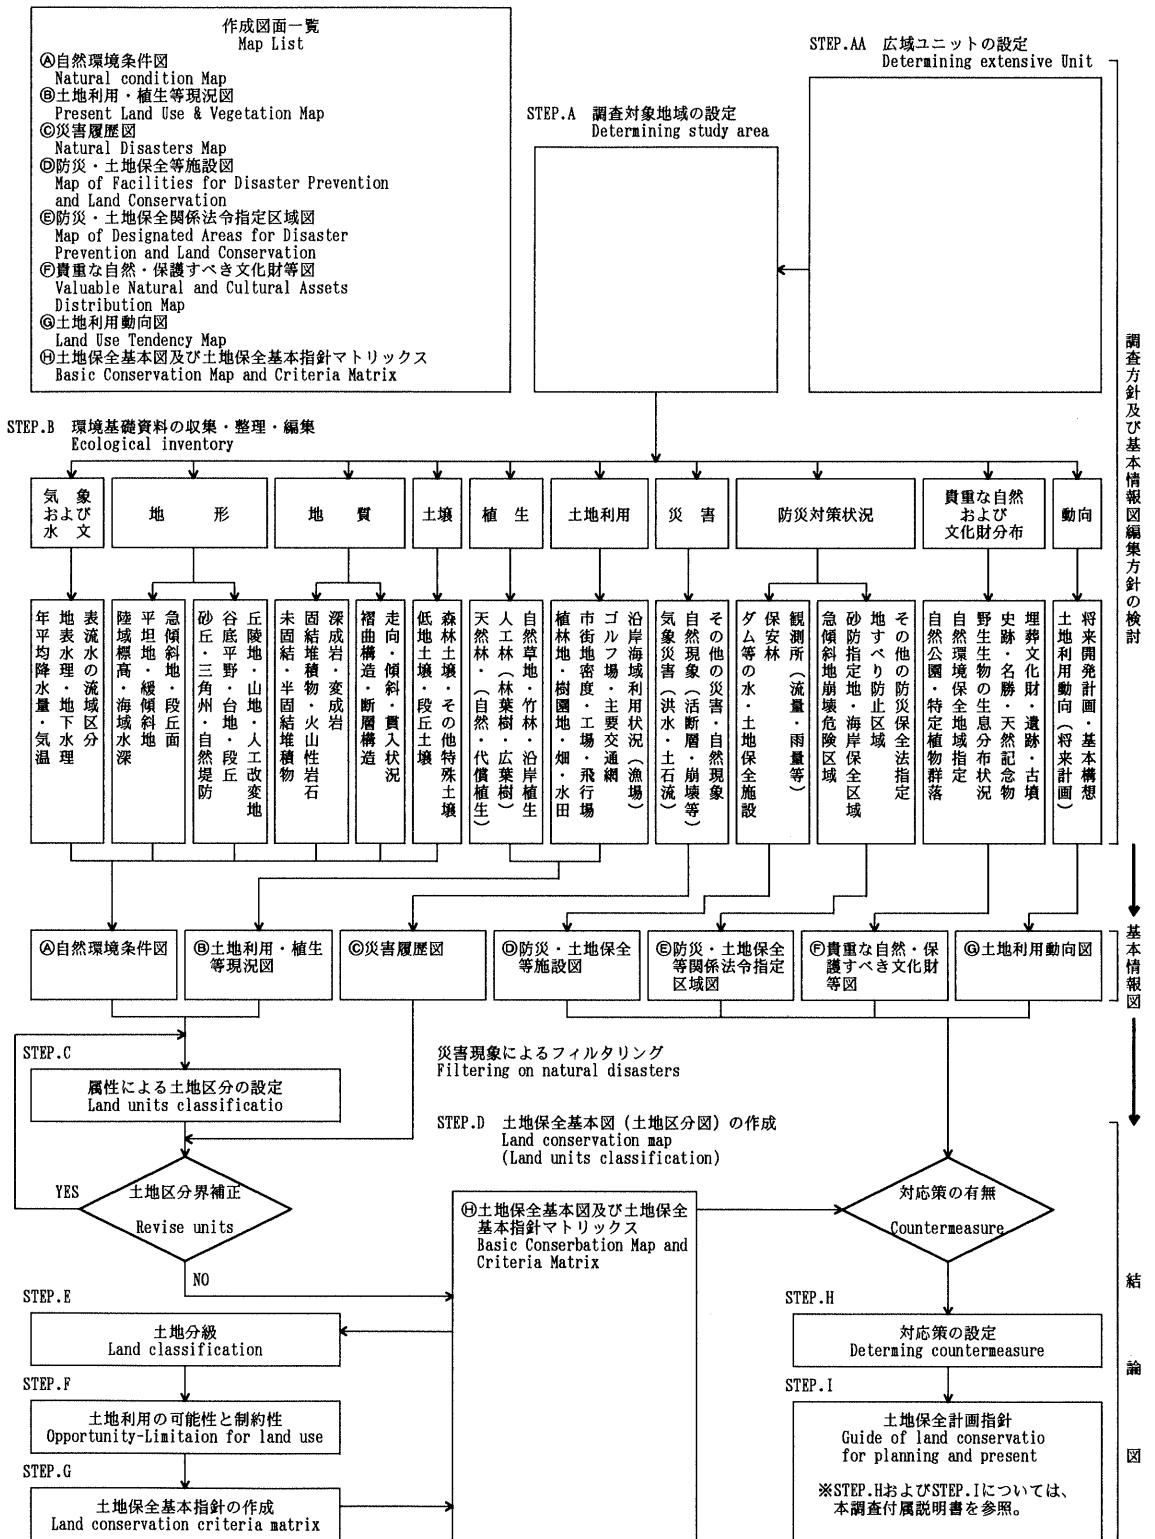 作成図面一覧
Map List
Ⓐ自然環境条件図
Natural condition Map
Ⓑ土地利用・植生等現況図
Present Land Use & Vegetation Map
Ⓒ災害履歴図
Natural Disasters Map
Ⓓ防災・土地保全等施設図
Map of Facilities for Disaster Prevention
and Land Conservation
Ⓔ防災・土地保全関係法令指定区域図
Map of Designated Areas for Disaster
Prevention and Land Conservation
Ⓕ貴重な自然・保護すべき文化財等図
Valuable Natural and Cultural Assets
Distribution Map
Ⓖ土地利用動向図
Land Use Tendency Map
Ⓗ土地保全基本図及び土地保全基本指針マトリックス
Basic Conservation Map and Criteria Matrix
STEP.AA 広域ユニットの設定
Determining extensive Unit
STEP.A 調査対象地域の設定
Determining study area
調査方針及び基本情報図編集方針の検討
STEP.B 環境基礎資料の収集・整理・編集
Ecological inventory
気 象
および
水 文
地 形
地 質
土壌
植 生
土地利用
災 害
防災対策状況
貴重な自然
および
文化財分布
動向
表流水の流域区分
地表水理・地下水理
年平均降水量・気温
急傾斜地・段丘面
平坦地・緩傾斜地
陸域標高・海域水深
丘陵地・山地・人工改変地
谷底平野・台地・段丘
砂丘・三角州・自然堤防
深成岩・変成岩
固結堆積物・火山性岩石
未固結・半固結堆積物
走向・傾斜・貫入状況
褶曲構造・断層構造
森林土壌・その他特殊土壌
低地土壌・段丘土壌
自然草地・竹林・沿岸植生
人工林・(林葉樹・広葉樹)
天然林・(自然・代償植生)
沿岸海域利用状況(漁場)
ゴルフ場・主要交通網
市街地密度・工場・飛行場
植林地・樹園地・畑・水田
その他の災害・自然現象
自然現象(活断層・崩壊等)
気象災害(洪水・土石流)
観測所(流量・雨量等)
保安林
ダム等の水・土地保全施設
その他の防災保全法指定
地すべり防止区域
砂防指定地・海岸保全区域
急傾斜地崩壊危険区域
埋葬文化財・遺跡・古墳
史跡・名勝・天然記念物
野生生物の生息分布状況
自然環境保全地域指定
自然公園・特定植物群落
将来開発計画・基本構想
土地利用動向(将来計画)
Ⓐ自然環境条件図
Ⓑ土地利用・植生
等現況図
Ⓒ災害履歴図
Ⓓ防災・土地保全
等施設図
Ⓔ防災・土地保全
等関係法令指定
区域図
Ⓕ貴重な自然・保
護すべき文化財
等図
Ⓖ土地利用動向図
基本情報図
STEP.C
属性による土地区分の設定
Land units classificatio
災害現象によるフィルタリング
Filtering on natural disasters
STEP.D 土地保全基本図(土地区分図)の作成
Land conservation map
(Land units classification)
YES
土地区分界補正
Revise units
NO
Ⓗ土地保全基本図及び土地保全
基本指針マトリックス
Basic Conserbation Map and
Criteria Matrix
対応策の有無
Countermeasure
STEP.E
土地分級
Land classification
STEP.F
土地利用の可能性と制約性
Opportunity-Limitaion for land use
STEP.G
土地保全基本指針の作成
Land conservation criteria matrix
STEP.H
対応策の設定
Determing countermeasure
STEP.I
土地保全計画指針
Guide of land conservatio
for planning and present
※STEP.HおよびSTEP.Iについては、
本調査付属説明書を参照。
結論図